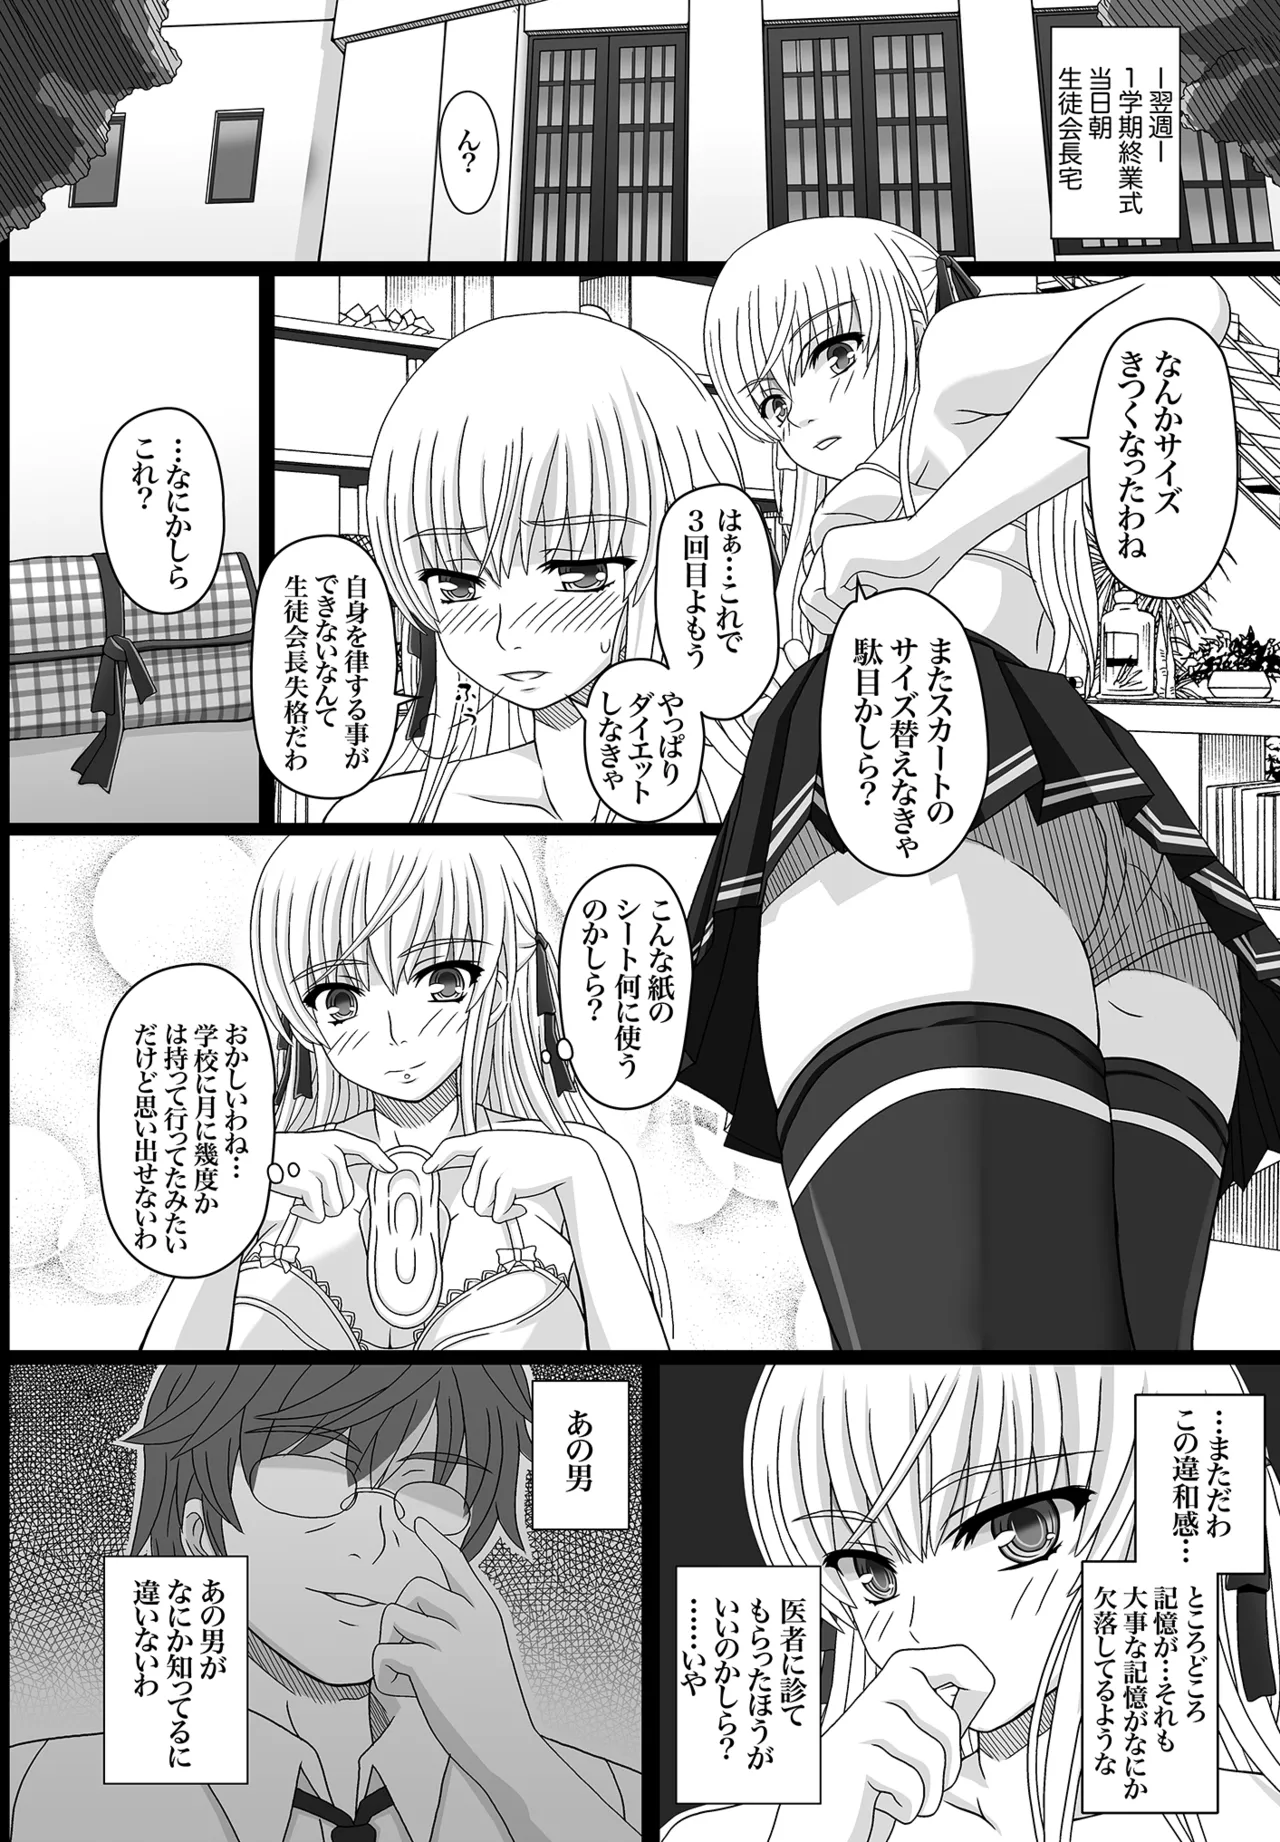 ー翌週ー
１学期終業式
当日朝
生徒会長宅
ん？
なんかサイズ
きつくなったわね
またスカートの
サイズ替えなきゃ
駄目かしら？
はぁ…これで
３回目よもう
やっぱり
ダイエット
しなきゃ
ふぅ
自身を律する事が
できないなんて
生徒会長失格だわ
…なにかしら
これ？
こんな紙の
シート何に使う
のかしら？
おかしいわね…
学校に月に幾度か
は持って行ってたみたい
だけど思い出せないわ
…まただわ
この違和感…
ところどころ
記憶が…それも
大事な記憶がなにか
欠落してるような
医者に診て
もらったほうが
いいのかしら？
……いや
あの男
あの男が
なにか知ってるに
違いないわ